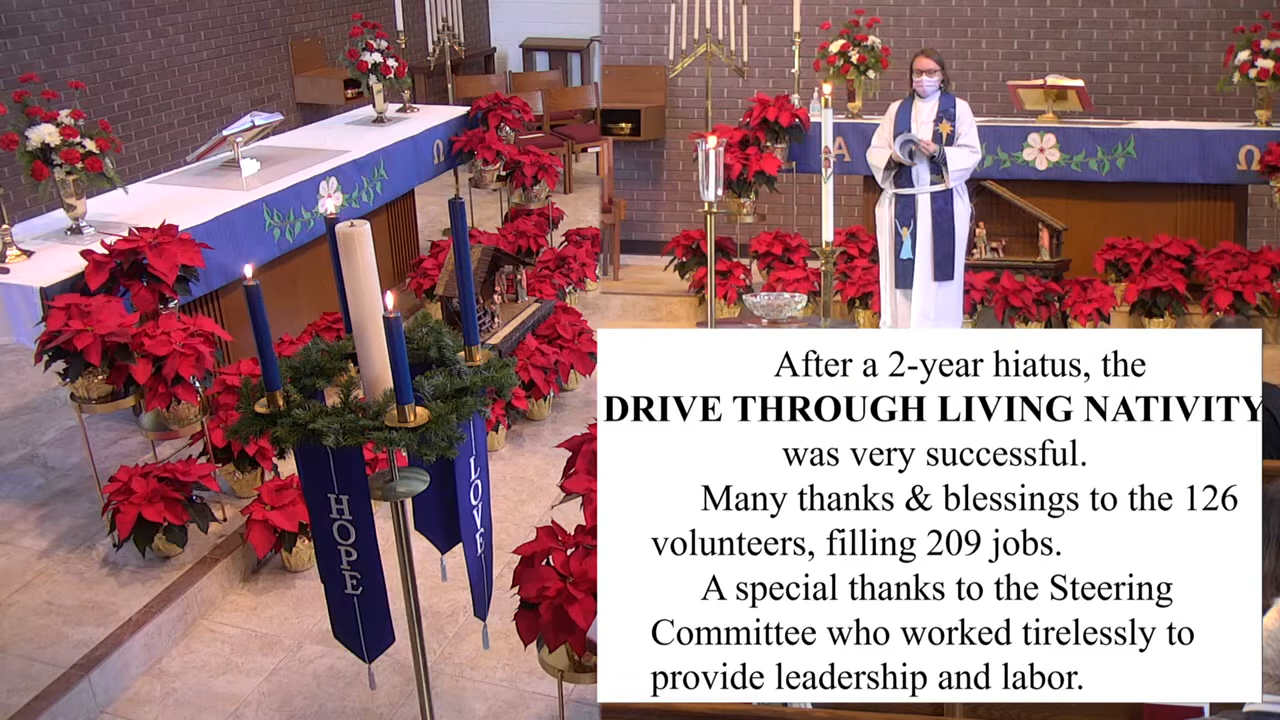 Ω
A
Ω
HOPE
LOVE
After a 2-year hiatus, the
DRIVE THROUGH LIVING NATIVITY
was very successful.
Many thanks & blessings to the 126
volunteers, filling 209 jobs.
A special thanks to the Steering
Committee who worked tirelessly to
provide leadership and labor.